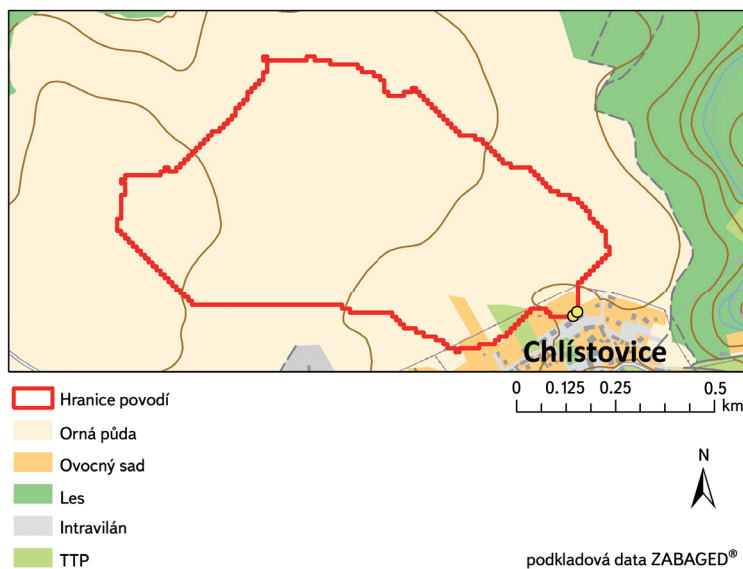 Chlístovice
Hranice povodí
Orná půda
Ovocný sad
Les
Intravilán
TTP
0 0.125 0.25 0.5
km
N
podkladová data ZABAGED®